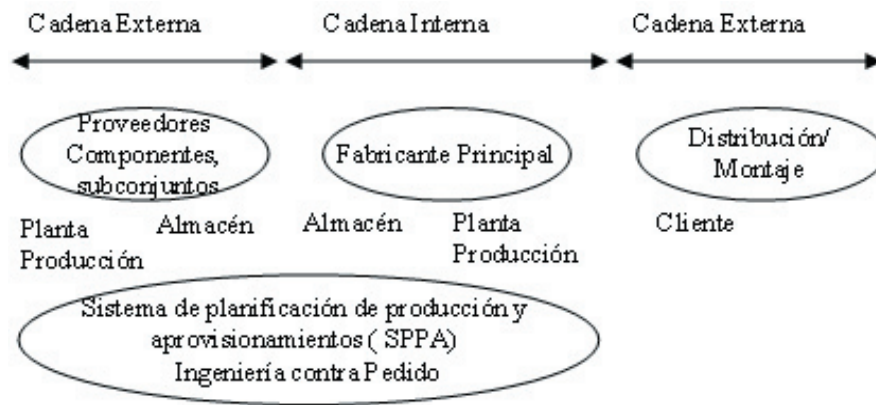 Cadena Externa
Cadena Interna
Cadena Externa
Proveedores
Componentes,
subconjuntos
Fabricante Principal
Distribución/
Montaje
Planta
Producción
Almacén
Almacén
Planta
Producción
Cliente
Sistema de planificación de producción y
aprovisionamientos ( SPPA)
Ingeniería contra Pedido